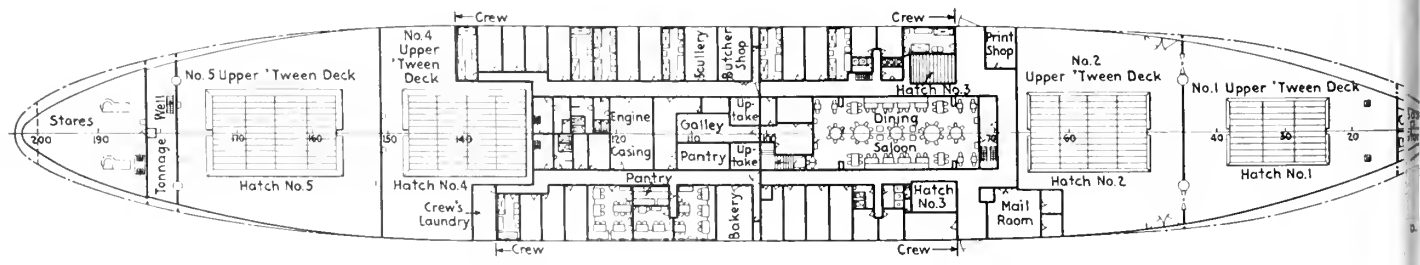 Crew
Crew
No.4
Upper
'Tween
Deck
Scullery
Butcher
Shop
Print
Shop
No.2
Upper 'Tween Deck
No.5 Upper 'Tween Deck
Hatch No.3
No.1 Upper 'Tween Deck
Stores
Tonnage-Well
Engine
Casing
Galley
Pantry
Up-
take
Up-
take
Dining
Saloon
200
190
170
160
140
120
110
100
70
60
40
30
20
Hatch No.5
Hatch No.4
Pantry
Hatch No.2
Hatch No.1
Crew's
Laundry
Bakery
Hatch
No.3
Mail
Room
Crew
Crew